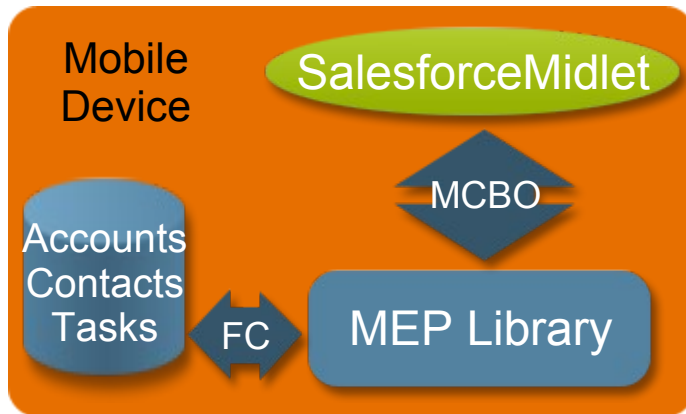 Mobile
Device
SalesforceMidlet
MCBO
Accounts
Contacts
Tasks
FC
MEP Library